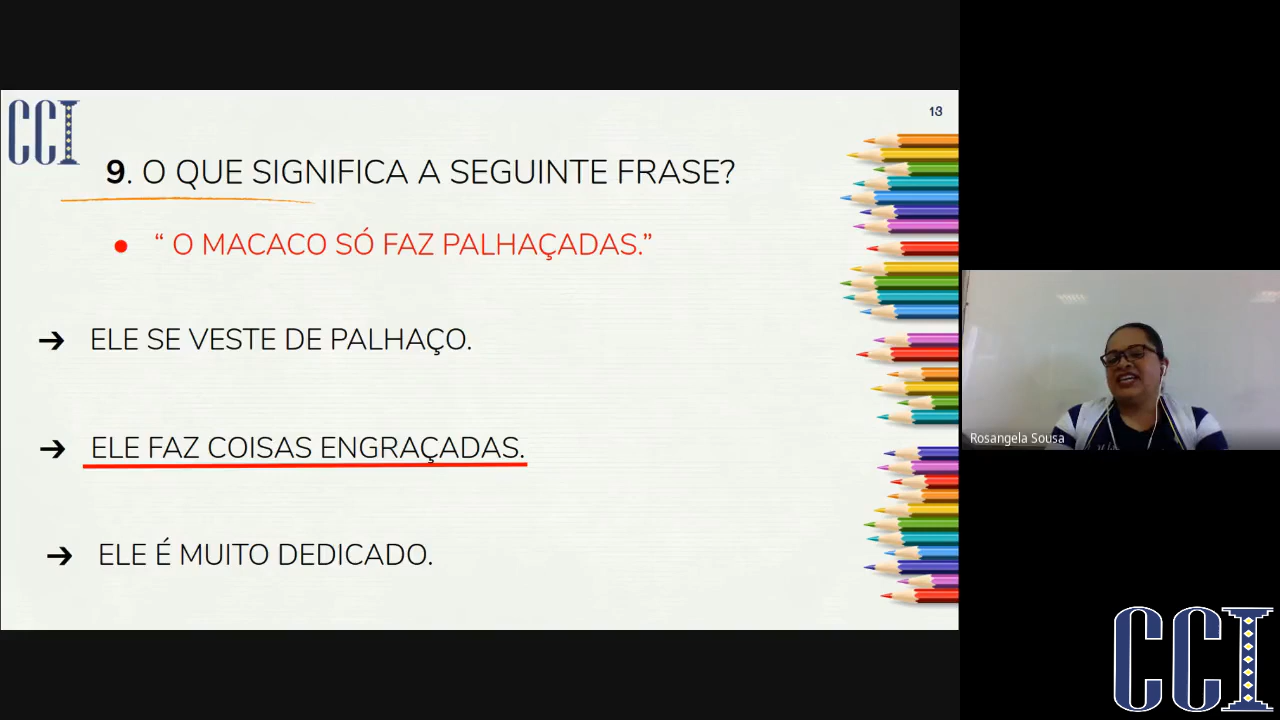 CCI
13
9. O QUE SIGNIFICA A SEGUINTE FRASE?
● “ O MACACO SÓ FAZ PALHAÇADAS.”
➔ ELE SE VESTE DE PALHAÇO.
➔ ELE FAZ COISAS ENGRAÇADAS.
➔ ELE É MUITO DEDICADO.
Rosangela Sousa
CCI